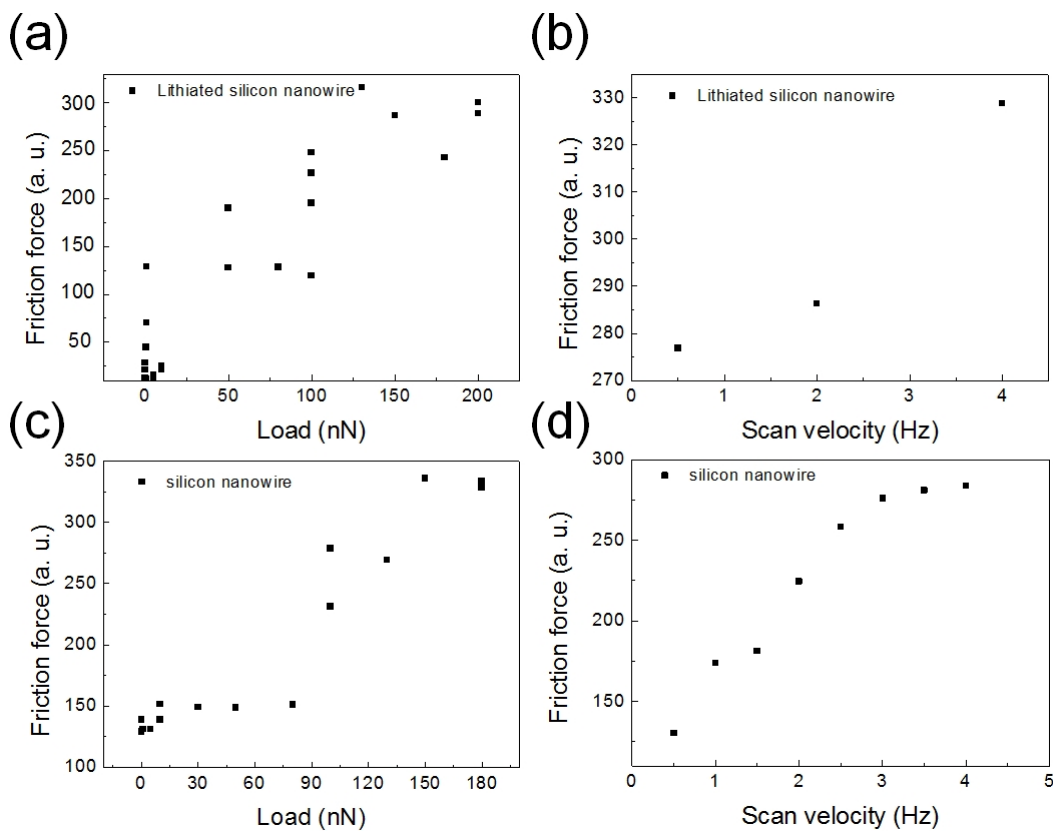 (a)
Lithiated silicon nanowire
300
250
200
150
100
50
Friction force (a. u.)
0 50 100 150 200
Load (nN)
(b)
Lithiated silicon nanowire
330
320
310
300
290
280
270
Friction force (a. u.)
0 1 2 3 4
Scan velocity (Hz)
(c)
silicon nanowire
350
300
250
200
150
100
Friction force (a. u.)
0 30 60 90 120 150 180
Load (nN)
(d)
silicon nanowire
300
250
200
150
Friction force (a. u.)
0 1 2 3 4 5
Scan velocity (Hz)